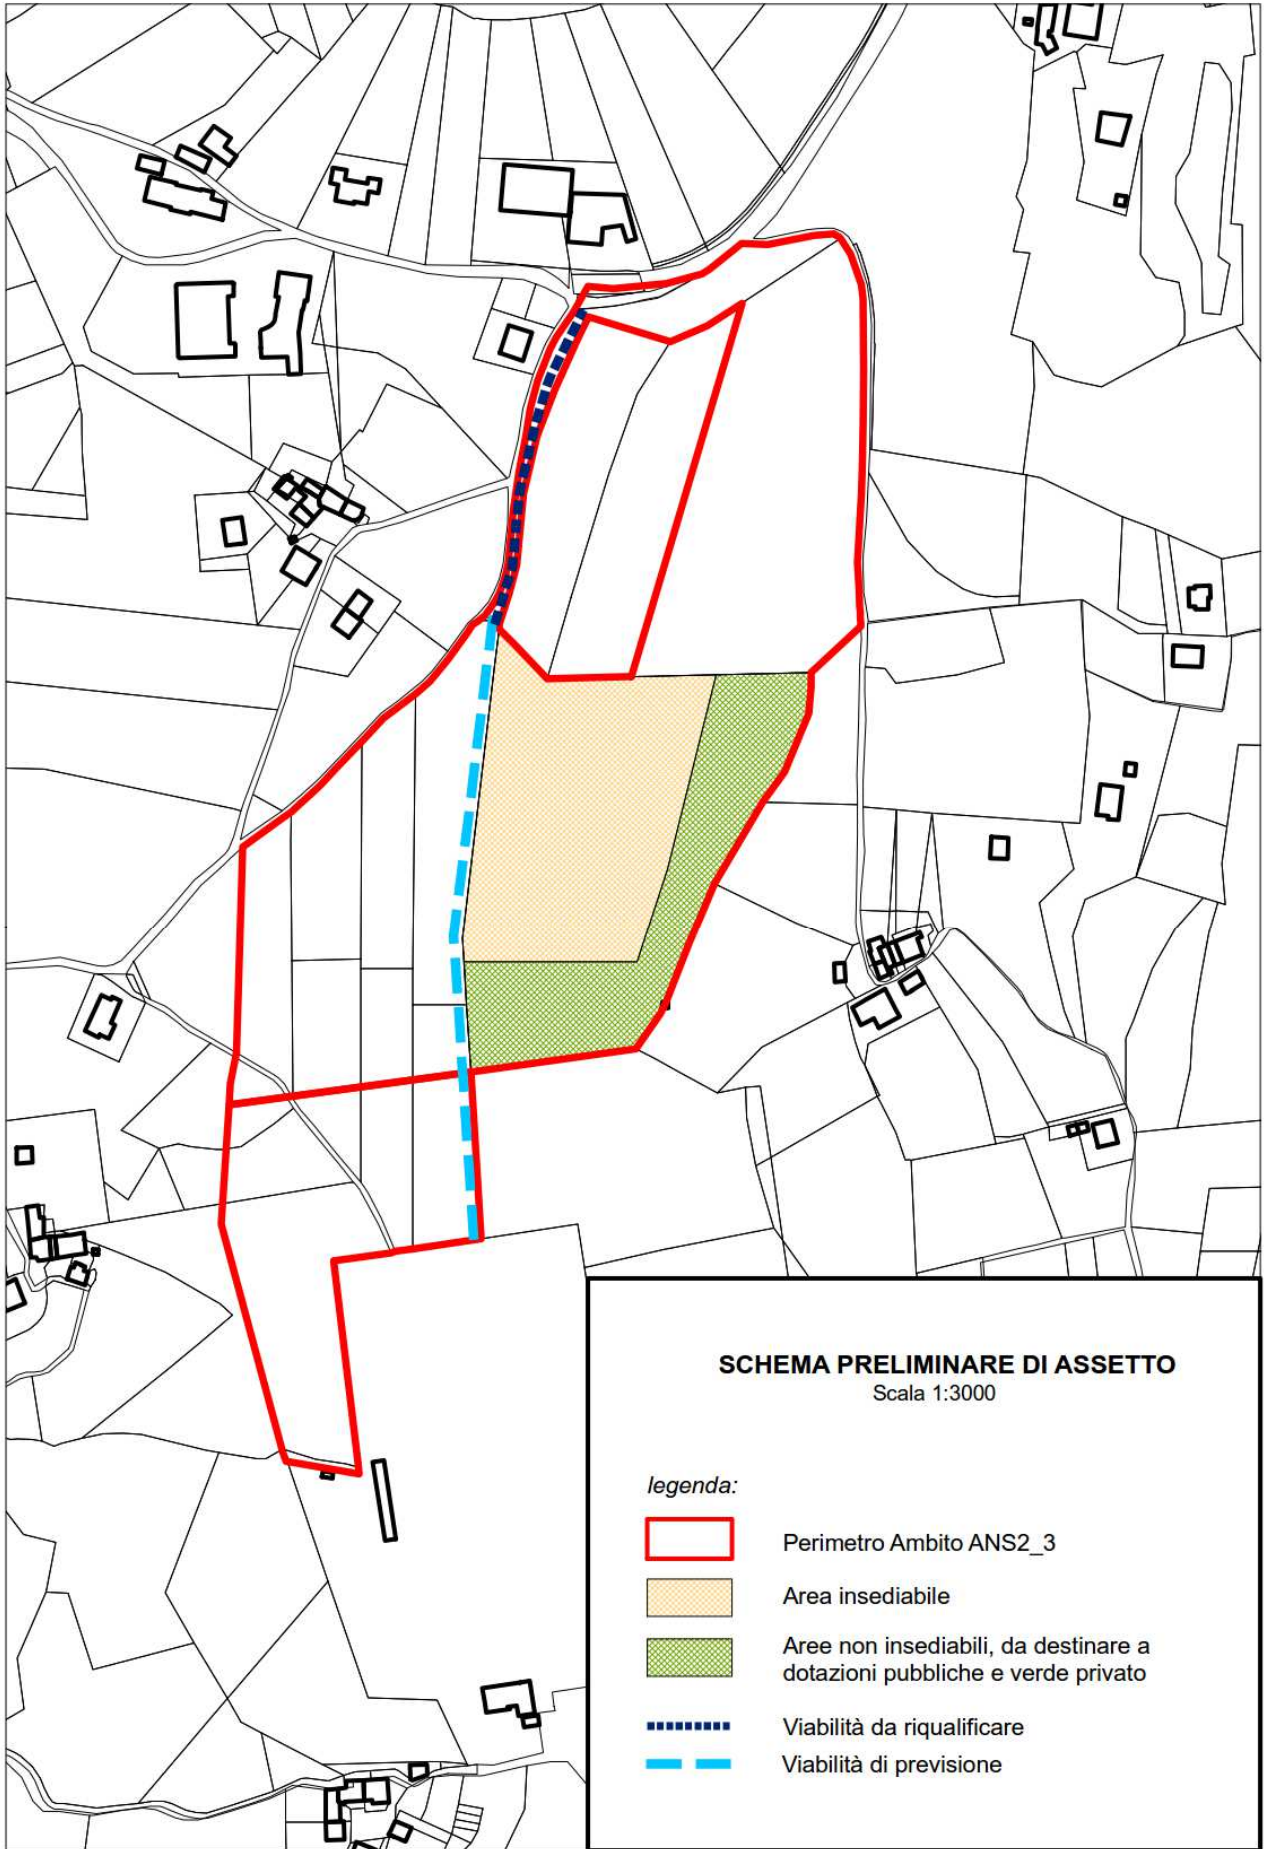 SCHEMA PRELIMINARE DI ASSETTO
Scala 1:3000
legenda:
Perimetro Ambito ANS2_3
Area insediabile
Aree non insediabili, da destinare a
dotazioni pubbliche e verde privato
Viabilità da riqualificare
Viabilità di previsione